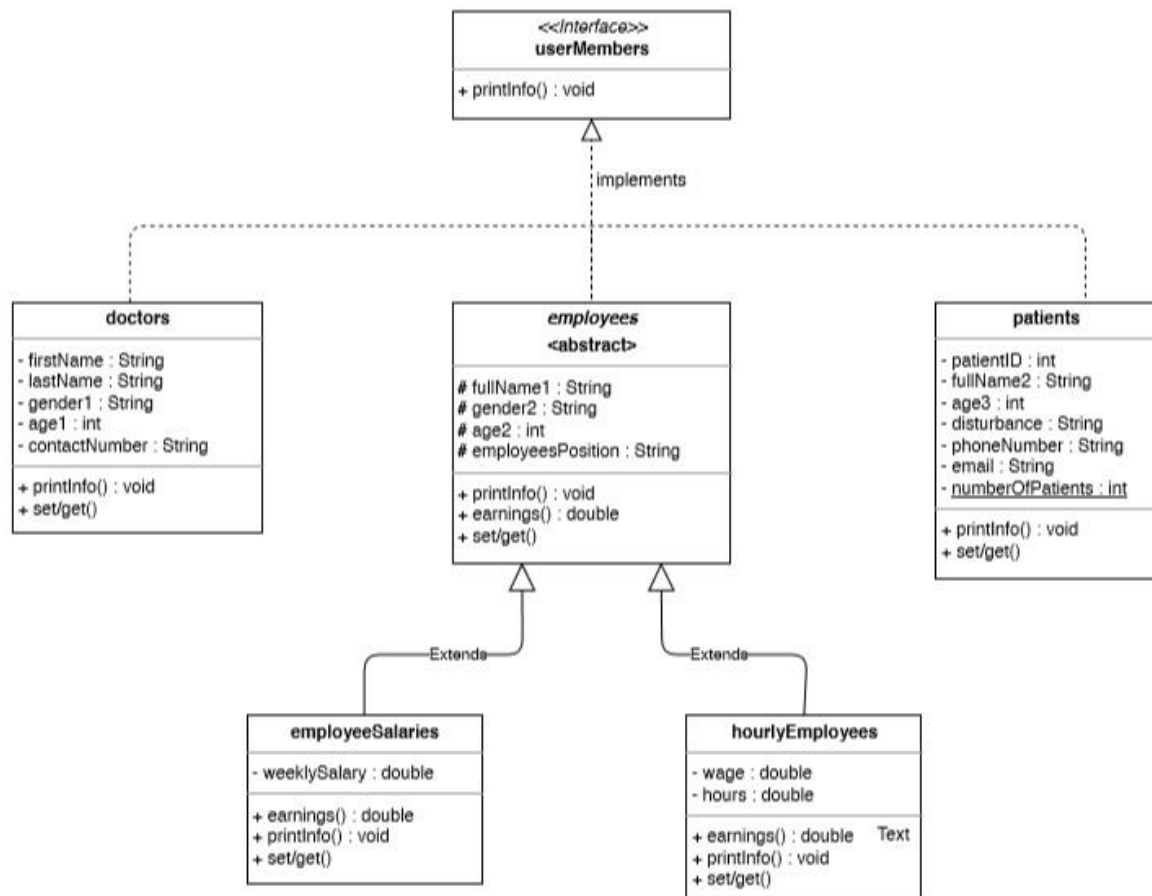 <<Interface>>
userMembers
+ printInfo() : void
implements
doctors
- firstName : String
- lastName : String
- gender1 : String
- age1 : int
- contactNumber : String
+ printInfo() : void
+ set/get()
employees
<abstract>
# fullName1 : String
# gender2 : String
# age2 : int
# employeesPosition : String
+ printInfo() : void
+ earnings() : double
+ set/get()
patients
- patientID : int
- fullName2 : String
- age3 : int
- disturbance : String
- phoneNumber : String
- email : String
- numberOfPatients : int
+ printInfo() : void
+ set/get()
Extends
Extends
employeeSalaries
- weeklySalary : double
+ earnings() : double
+ printInfo() : void
+ set/get()
hourlyEmployees
- wage : double
- hours : double
+ earnings() : double Text
+ printInfo() : void
+ set/get()